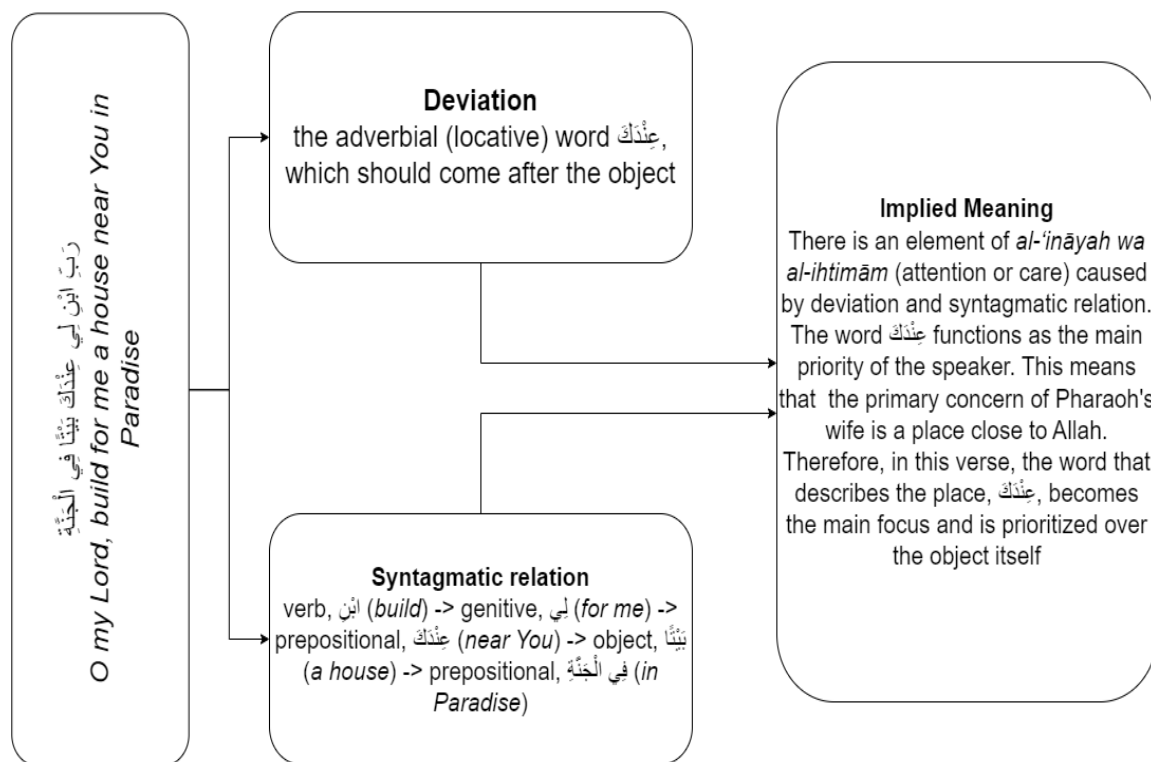 رَبِّ ابْنِ لِي عِنْدَكَ بَيْتًا فِي الْجَنَّةِ
O my Lord, build for me a house near You in
Paradise
Deviation
the adverbial (locative) word عِنْدَكَ,
which should come after the object
Syntagmatic relation
verb, ابْنِ (build) -> genitive, لِي (for me) ->
prepositional, عِنْدَكَ (near You) -> object, بَيْتًا
(a house) -> prepositional, فِي الْجَنَّةِ (in
Paradise)
Implied Meaning
There is an element of al-‘ināyah wa
al-ihtimām (attention or care) caused
by deviation and syntagmatic relation.
The word عِنْدَكَ functions as the main
priority of the speaker. This means
that the primary concern of Pharaoh's
wife is a place close to Allah.
Therefore, in this verse, the word that
describes the place, عِنْدَكَ, becomes
the main focus and is prioritized over
the object itself